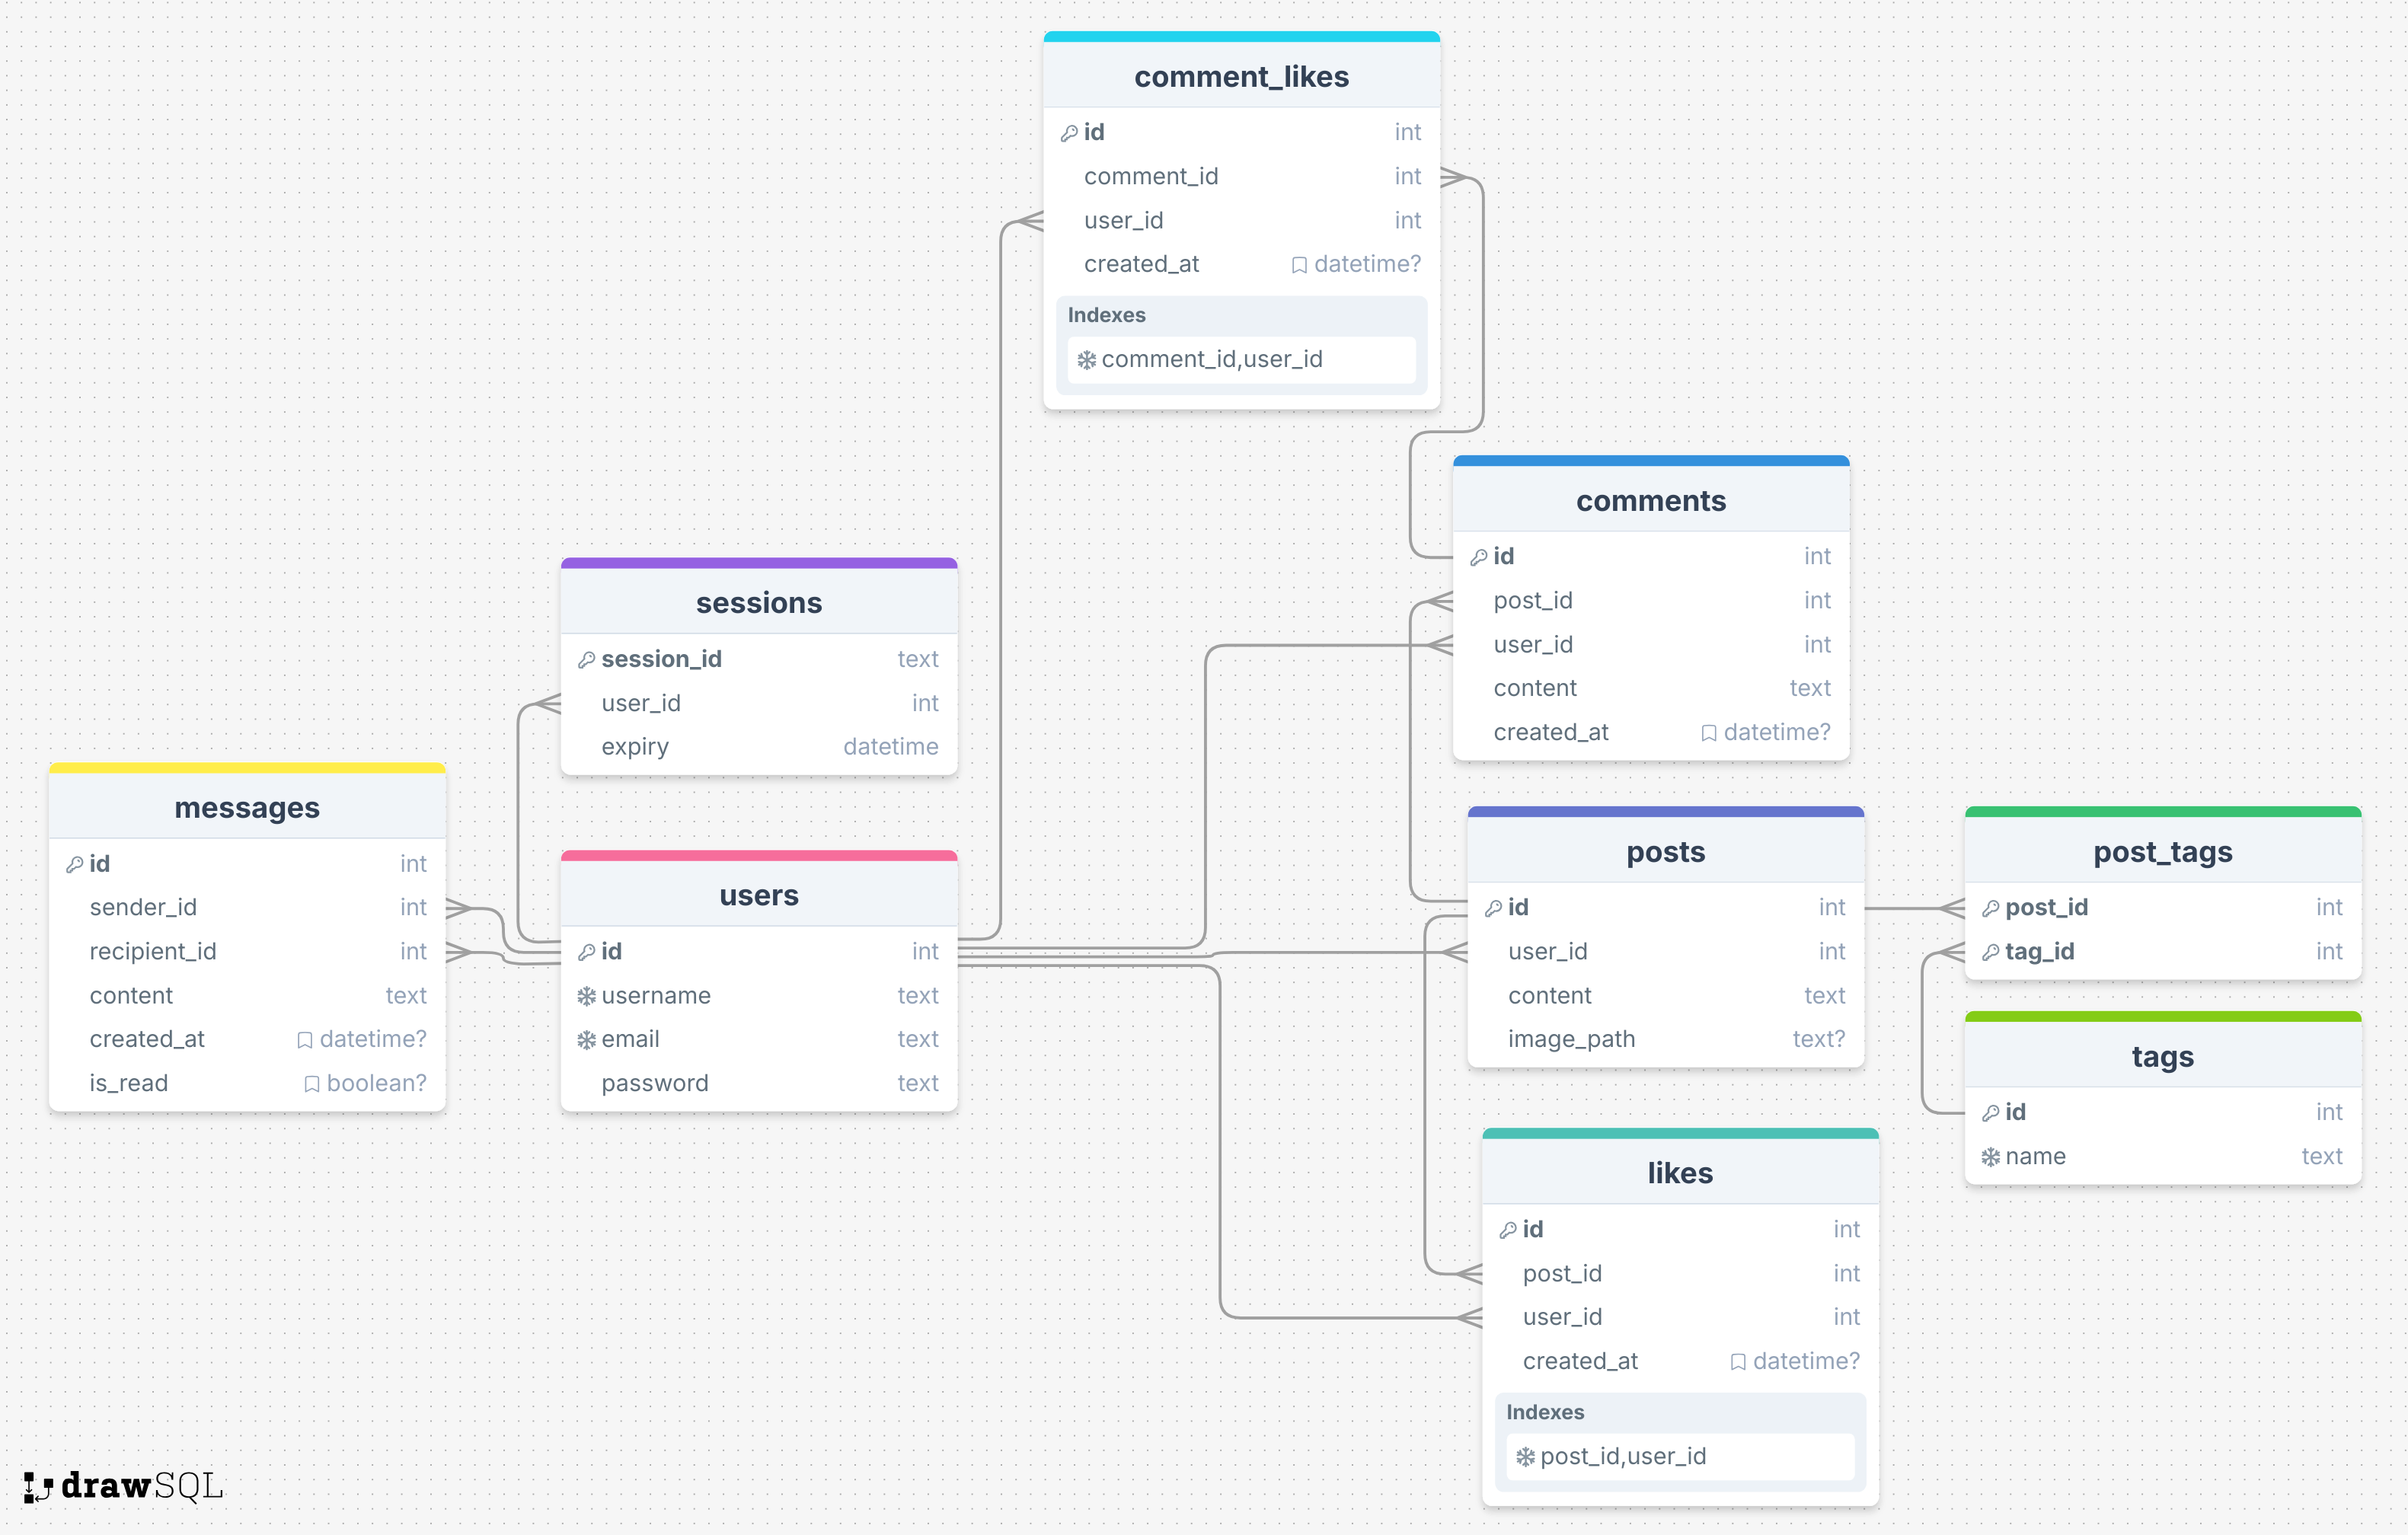 comment_likes
id int
comment_id int
user_id int
created_at datetime?
Indexes
comment_id,user_id
comments
id int
post_id int
user_id int
content text
created_at datetime?
sessions
session_id text
user_id int
expiry datetime
messages
id int
sender_id int
recipient_id int
content text
created_at datetime?
is_read boolean?
users
id int
username text
email text
password text
posts
id int
user_id int
content text
image_path text?
post_tags
post_id int
tag_id int
tags
id int
name text
likes
id int
post_id int
user_id int
created_at datetime?
Indexes
post_id,user_id
drawSQL